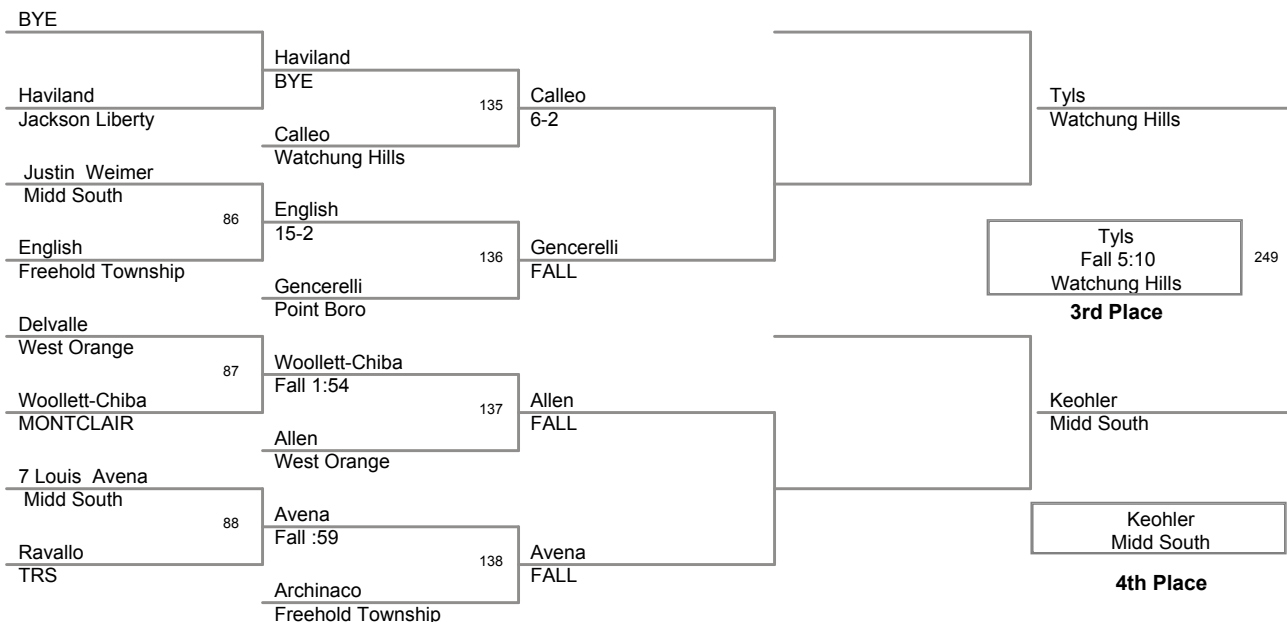 BYE
Haviland
BYE
Haviland
Jackson Liberty
135
Calleo
6-2
Calleo
Watchung Hills
Justin Weimer
Midd South
86
English
15-2
English
Freehold Township
136
Gencerelli
FALL
Gencerelli
Point Boro
Delvalle
West Orange
87
Woollett-Chiba
Fall 1:54
Woollett-Chiba
MONTCLAIR
137
Allen
FALL
Allen
West Orange
7 Louis Avena
Midd South
88
Avena
Fall :59
Ravallo
TRS
138
Avena
FALL
Archinaco
Freehold Township
Tyls
Watchung Hills
Tyls
Fall 5:10
Watchung Hills
249
3rd Place
Keohler
Midd South
Keohler
Midd South
4th Place